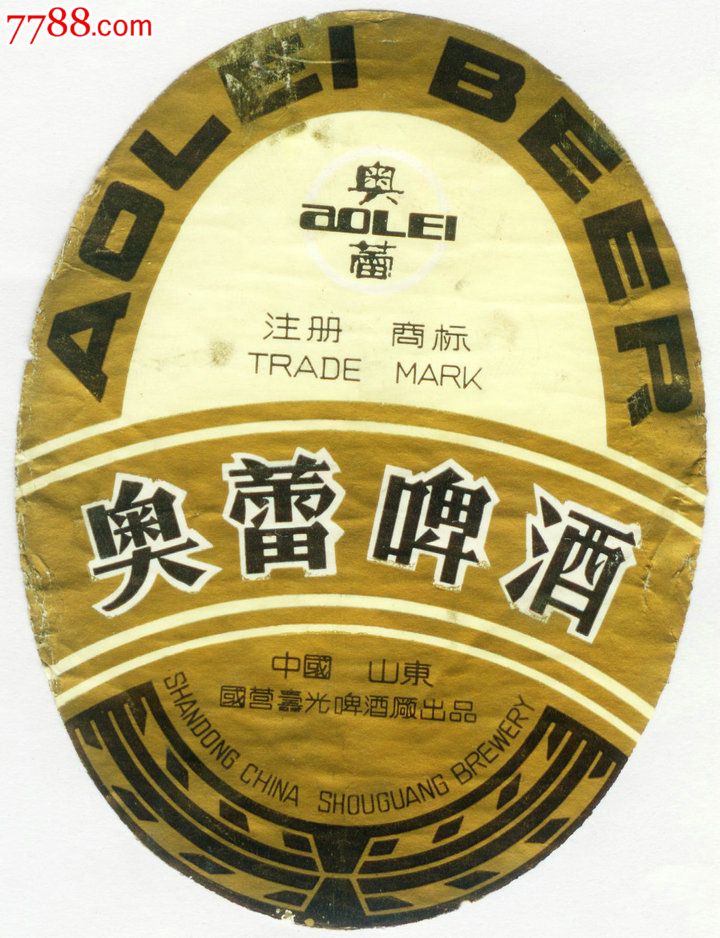 7788.com
AOLEI BEER
奥
aOLEI
蕾
注册 商标
TRADE MARK
奥蕾啤酒
中國 山東
國营壽光啤酒廠出品
SHANDONG CHINA SHOUGUANG BREWERY